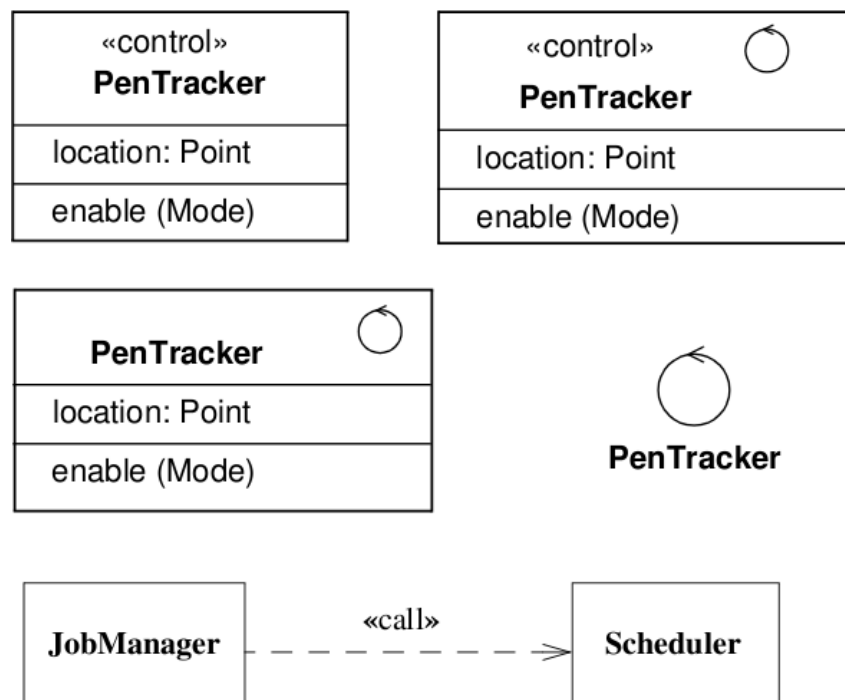 «control»
PenTracker
location: Point
enable (Mode)
«control»
PenTracker
location: Point
enable (Mode)
PenTracker
location: Point
enable (Mode)
PenTracker
JobManager
«call»
Scheduler